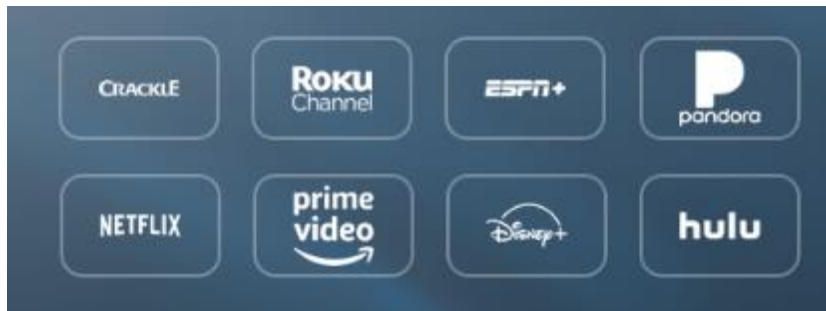 CRACKLE
ROKU
Channel
ESPN+
P
pandora
NETFLIX
prime
video
Disney+
hulu